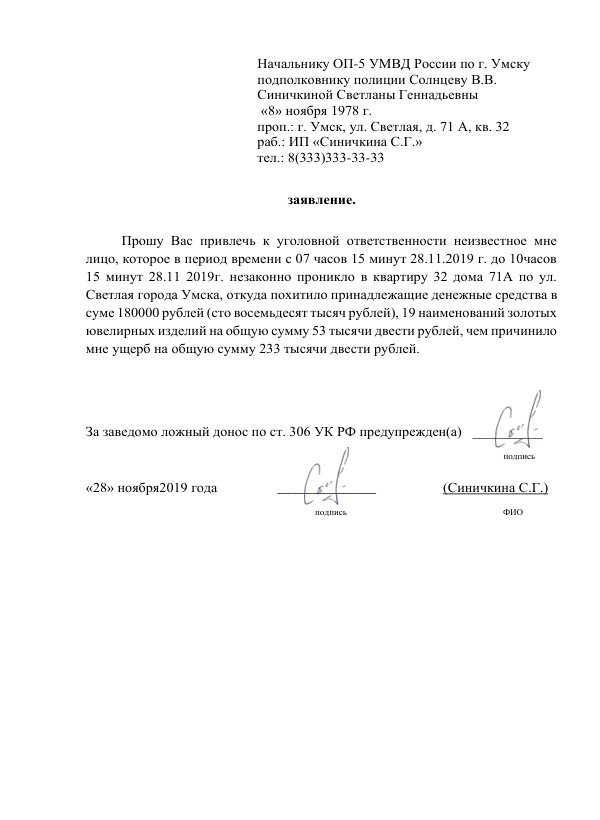 Начальнику ОП-5 УМВД России по г. Умску
подполковнику полиции Солнцеву В.В.
Синичкиной Светланы Геннадьевны
«8» ноября 1978 г.
проп.: г. Умск, ул. Светлая, д. 71 А, кв. 32
раб.: ИП «Синичкина С.Г.»
тел.: 8(333)333-33-33
заявление.
Прошу Вас привлечь к уголовной ответственности неизвестное мне
лицо, которое в период времени с 07 часов 15 минут 28.11.2019 г. до 10часов
15 минут 28.11 2019г. незаконно проникло в квартиру 32 дома 71А по ул.
Светлая города Умска, откуда похитило принадлежащие денежные средства в
суме 180000 рублей (сто восемьдесят тысяч рублей), 19 наименований золотых
ювелирных изделий на общую сумму 53 тысячи двести рублей, чем причинило
мне ущерб на общую сумму 233 тысячи двести рублей.
За заведомо ложный донос по ст. 306 УК РФ предупрежден(а) __________
подпись
«28» ноября2019 года ______________ (Синичкина С.Г.)
подпись ФИО